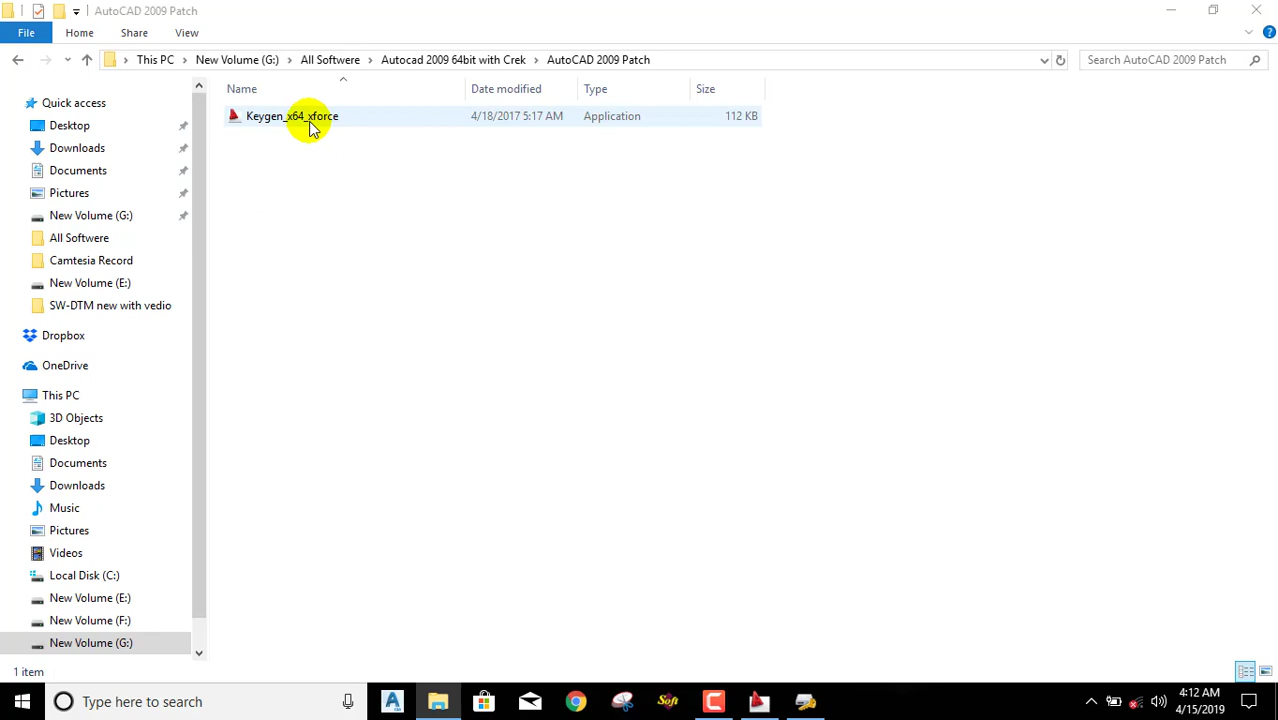 AutoCAD 2009 Patch
File Home Share View
This PC New Volume (G:) All Softwere Autocad 2009 64bit with Crek AutoCAD 2009 Patch Search AutoCAD 2009 Patch
Name Date modified Type Size
Keygen_x64_xforce 4/18/2017 5:17 AM Application 112 KB
Quick access
Desktop
Downloads
Documents
Pictures
New Volume (G:)
All Softwere
Camtesia Record
New Volume (E:)
SW-DTM new with vedio
Dropbox
OneDrive
This PC
3D Objects
Desktop
Documents
Downloads
Music
Pictures
Videos
Local Disk (C:)
New Volume (E:)
New Volume (F:)
New Volume (G:)
1 item
Type here to search
Soft
4:12 AM
4/15/2019